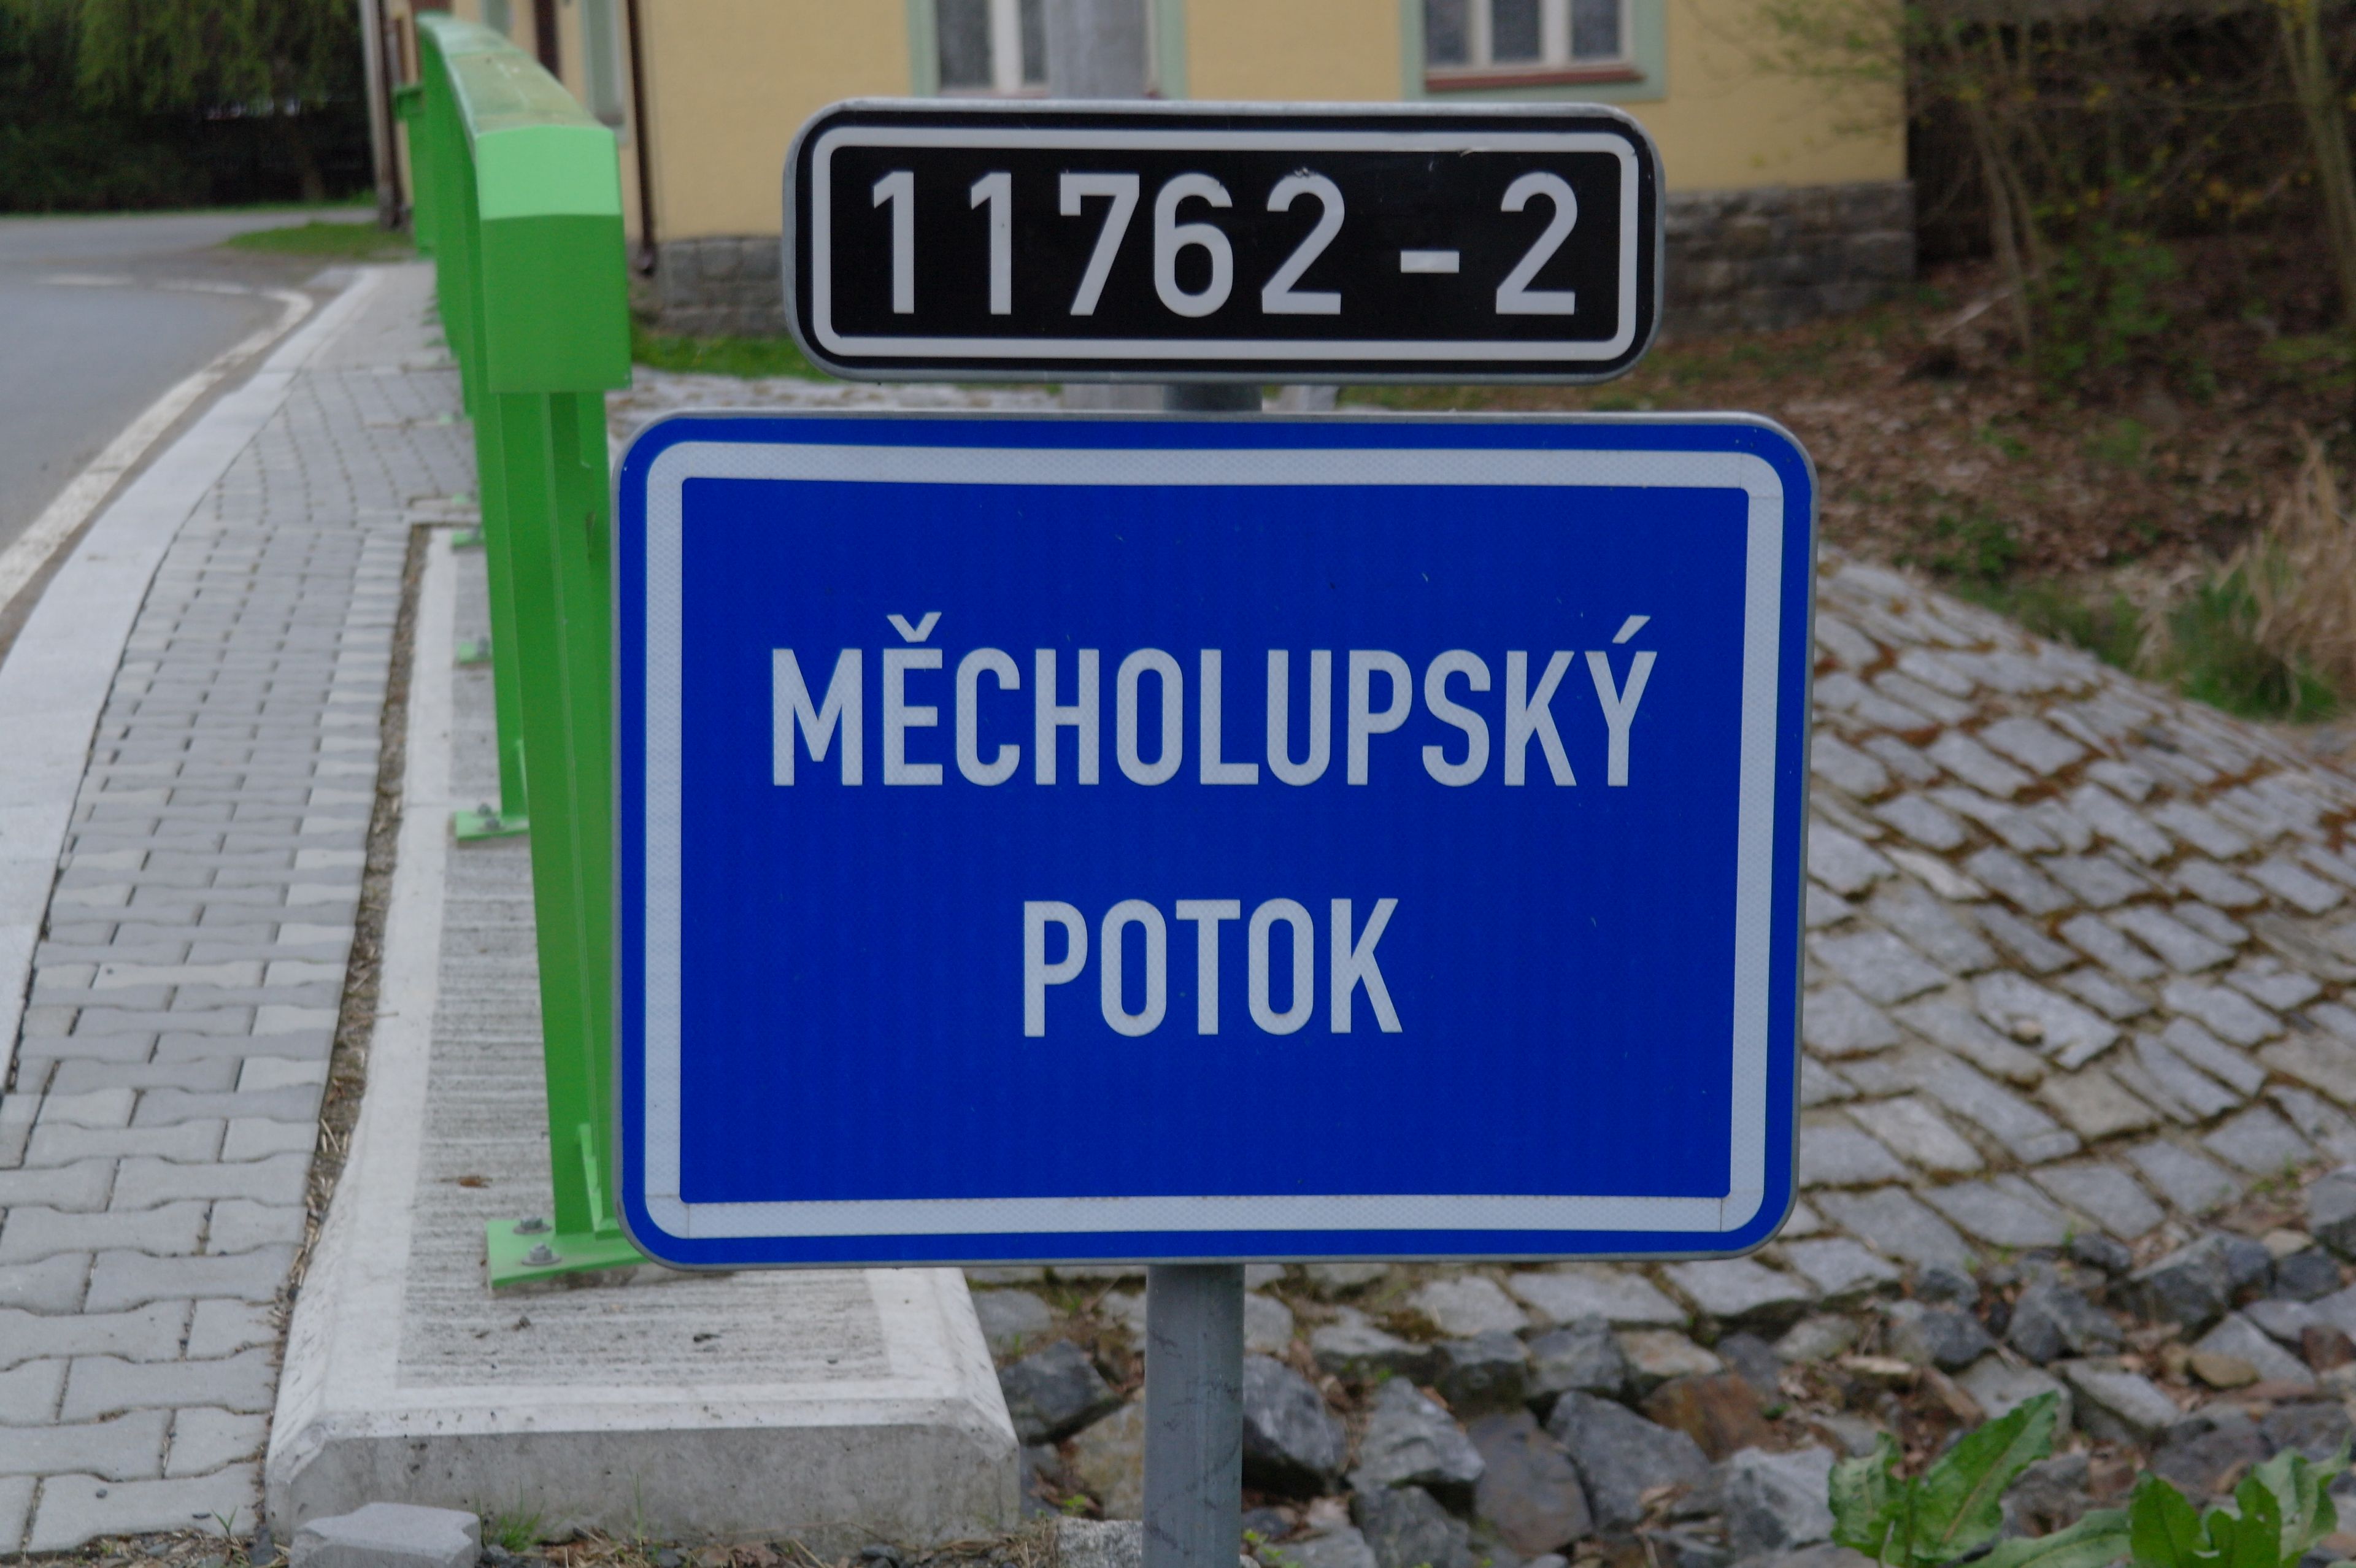 11762 - 2
MĚCHOLUPSKÝ
POTOK